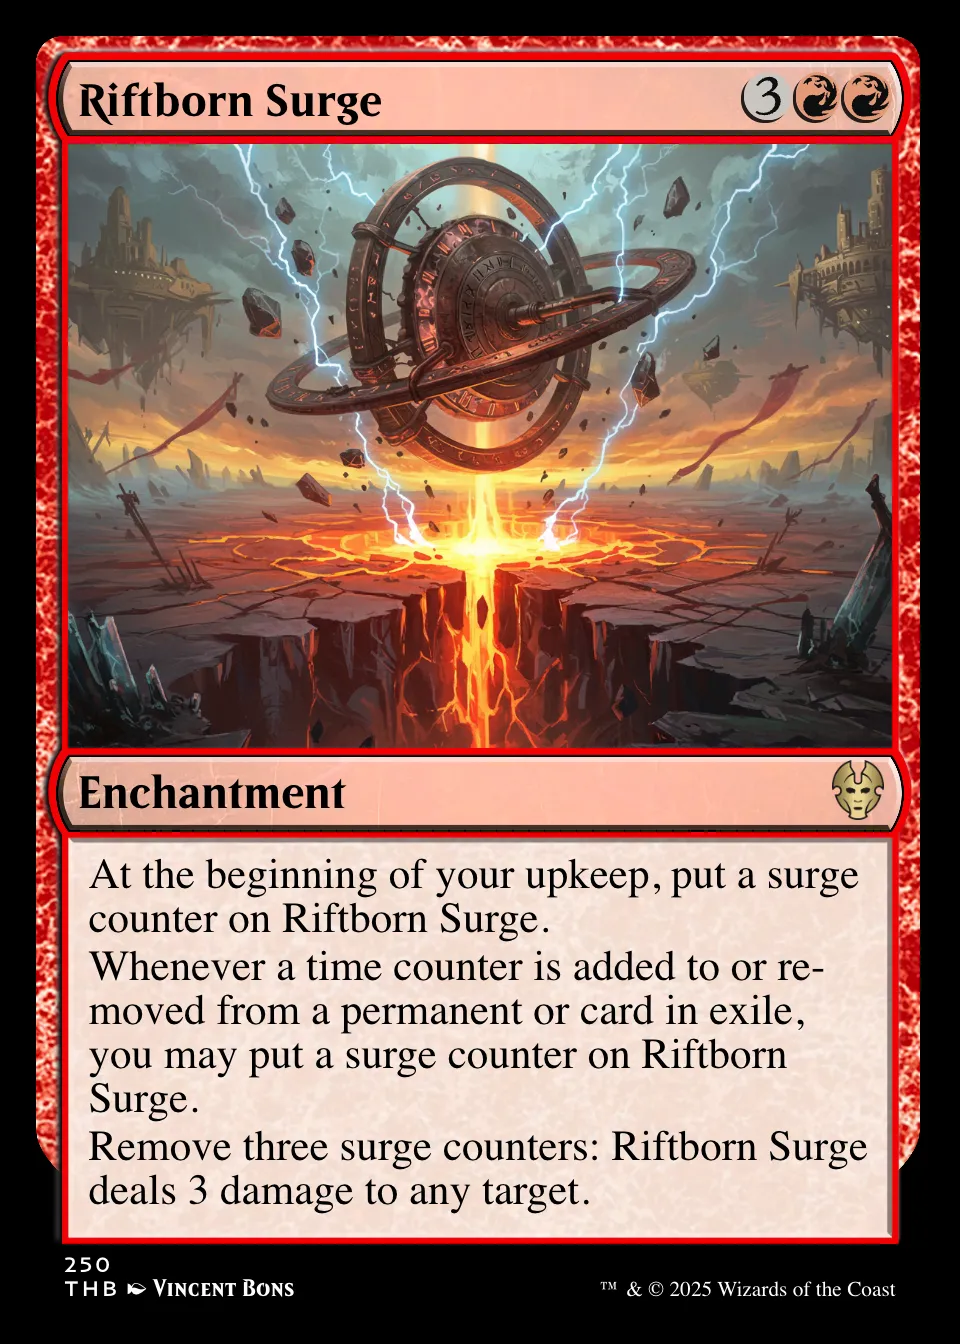 Riftborn Surge 3
Enchantment
At the beginning of your upkeep, put a surge
counter on Riftborn Surge.
Whenever a time counter is added to or re-
moved from a permanent or card in exile,
you may put a surge counter on Riftborn
Surge.
Remove three surge counters: Riftborn Surge
deals 3 damage to any target.
250
THB Vincent Bons
™ & © 2025 Wizards of the Coast